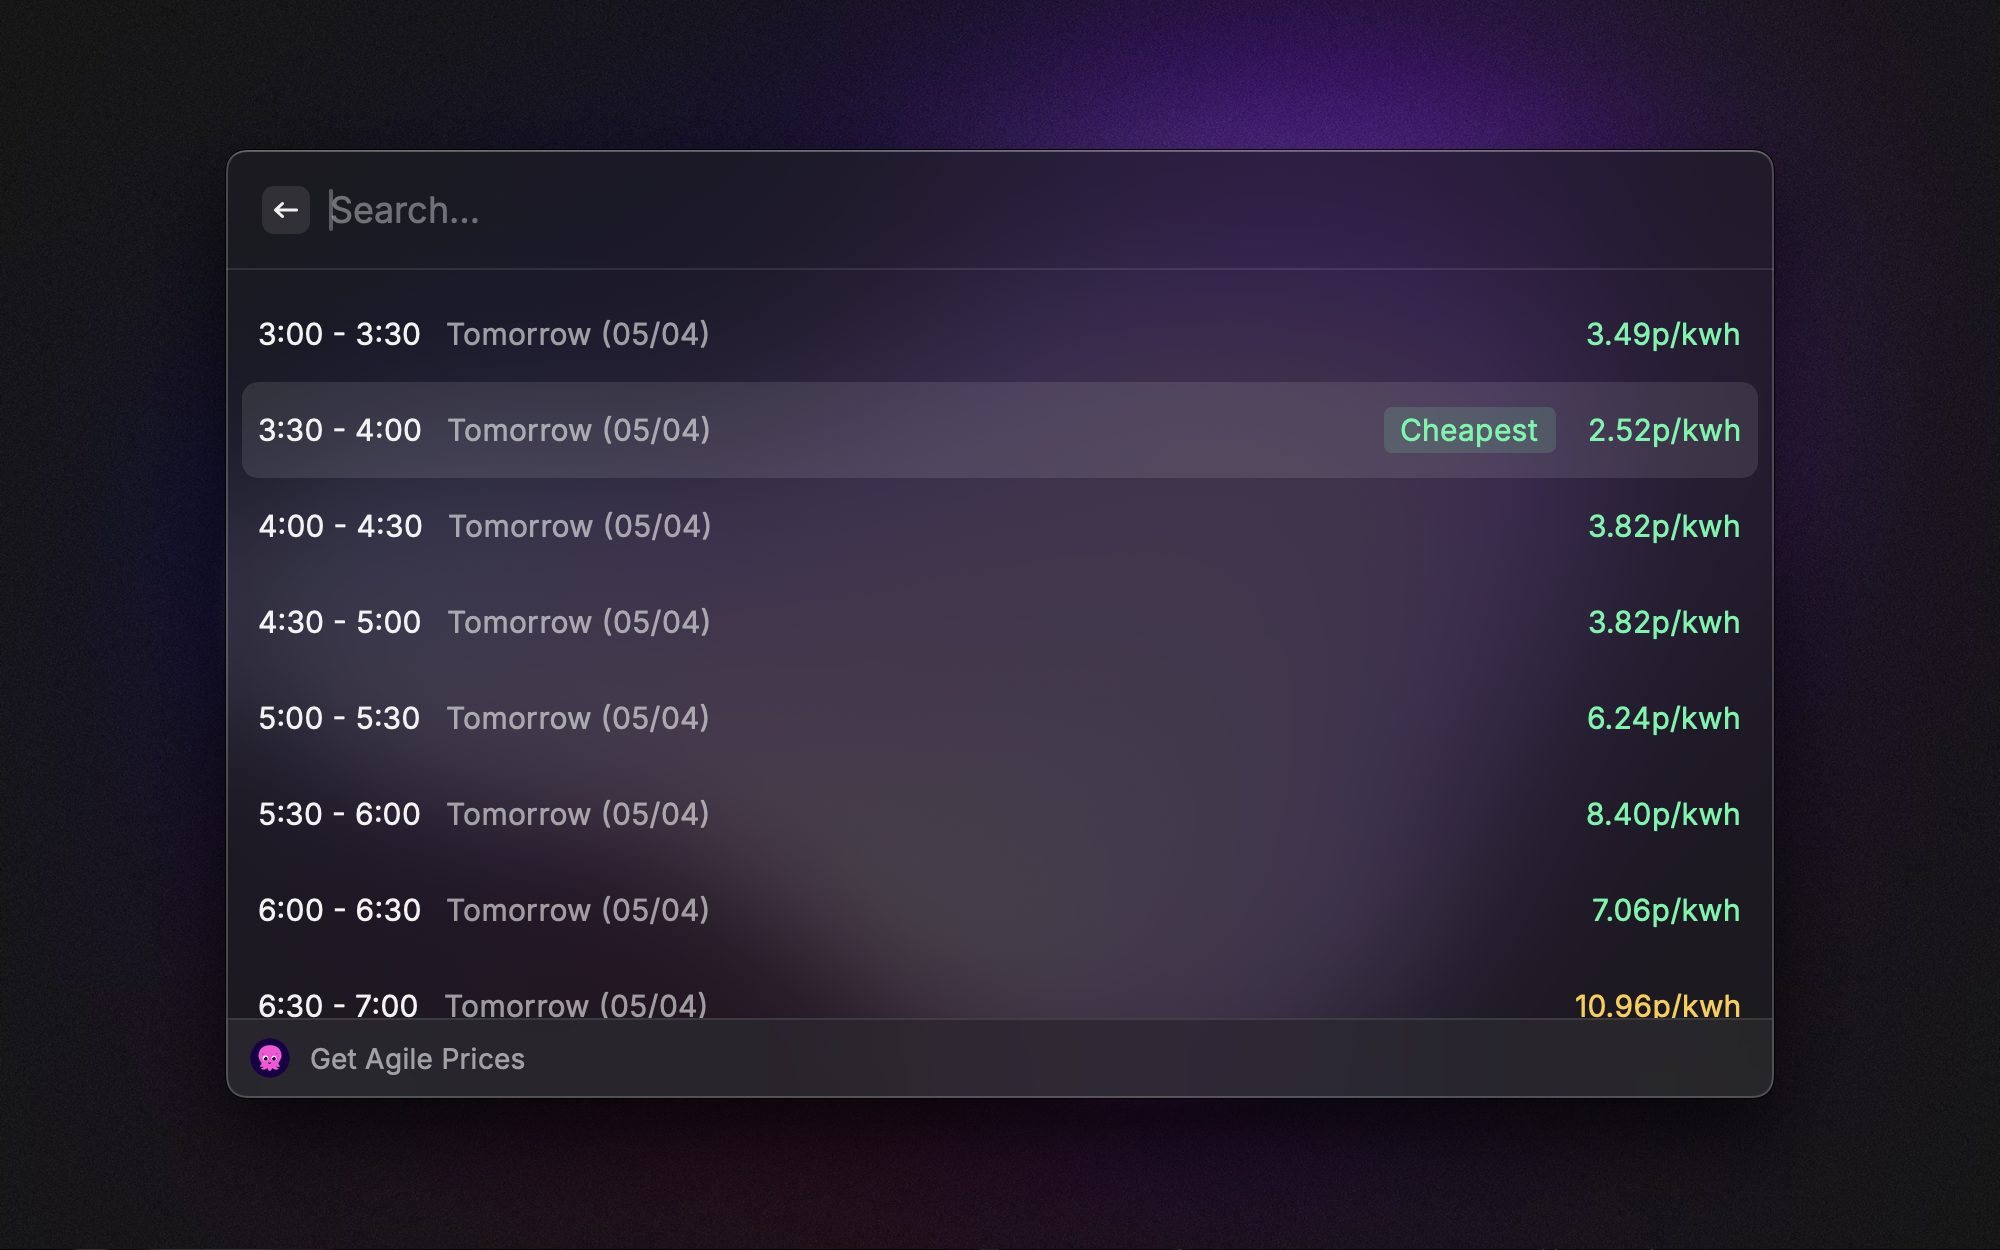 Search...
3:00 - 3:30 Tomorrow (05/04) 3.49p/kwh
3:30 - 4:00 Tomorrow (05/04) Cheapest 2.52p/kwh
4:00 - 4:30 Tomorrow (05/04) 3.82p/kwh
4:30 - 5:00 Tomorrow (05/04) 3.82p/kwh
5:00 - 5:30 Tomorrow (05/04) 6.24p/kwh
5:30 - 6:00 Tomorrow (05/04) 8.40p/kwh
6:00 - 6:30 Tomorrow (05/04) 7.06p/kwh
6:30 - 7:00 Tomorrow (05/04) 10.96p/kwh
Get Agile Prices